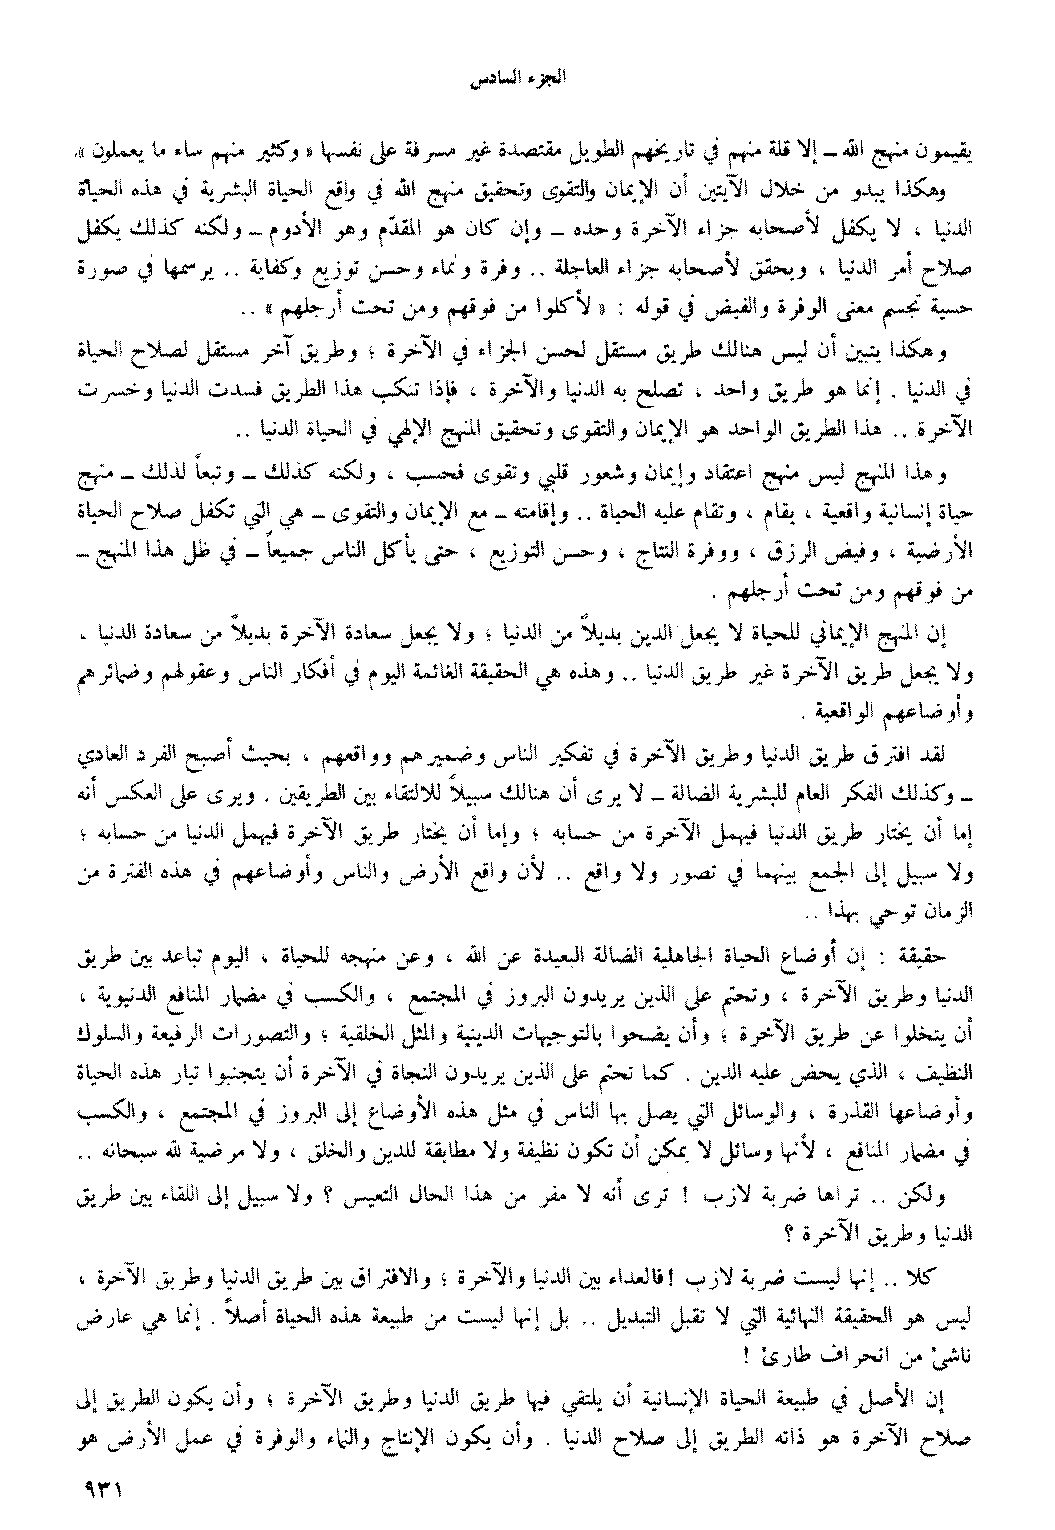 الجزء السادس
يقيمون منهج الله – إلا قلة منهم في تاريخهم الطويل مقتصدة غير مسرفة على نفسها « وكثير منهم ساء ما يعملون ».
وهكذا يبدو من خلال الآيتين أن الإيمان والتقوى وتحقيق منهج الله في واقع الحياة البشرية في هذه الحياة
الدنيا ، لا يكفل لأصحابه جزاء الآخرة وحده – وإن كان هو المقدّم وهو الأدوم – ولكنه كذلك يكفل
صلاح أمر الدنيا ، ويحقق لأصحابه جزاء العاجلة .. وفرة ونماء وحسن توزيع وكفاية .. يرسمها في صورة
حسية تجسم معنى الوفرة والفيض في قوله : « لأكلوا من فوقهم ومن تحت أرجلهم » ..
وهكذا يتبين أن ليس هنالك طريق مستقل لحسن الجزاء في الآخرة ؛ وطريق آخر مستقل لصلاح الحياة
في الدنيا . إنما هو طريق واحد ، تصلح به الدنيا والآخرة ، فإذا تنكب هذا الطريق فسدت الدنيا وخسرت
الآخرة .. هذا الطريق الواحد هو الإيمان والتقوى وتحقيق المنهج الإلهي في الحياة الدنيا ..
وهذا المنهج ليس منهج اعتقاد وإيمان وشعور قلبي وتقوى فحسب ، ولكنه كذلك – وتبعاً لذلك – منهج
حياة إنسانية واقعية ، يقام ، وتقام عليه الحياة .. وإقامته – مع الإيمان والتقوى – هي التي تكفل صلاح الحياة
الأرضية ، وفيض الرزق ، ووفرة النتاج ، وحسن التوزيع ، حتى يأكل الناس جميعاً – في ظل هذا المنهج –
من فوقهم ومن تحت أرجلهم .
إن المنهج الإيماني للحياة لا يجعل الدين بديلاً من الدنيا ؛ ولا يجعل سعادة الآخرة بديلاً من سعادة الدنيا ،
ولا يجعل طريق الآخرة غير طريق الدنيا .. وهذه هي الحقيقة الغائمة اليوم في أفكار الناس وعقولهم وضمائرهم
وأوضاعهم الواقعية .
لقد افترق طريق الدنيا وطريق الآخرة في تفكير الناس وضميرهم وواقعهم ، بحيث أصبح الفرد العادي
– وكذلك الفكر العام للبشرية الضالة – لا يرى أن هنالك سبيلاً للالتقاء بين الطريقين . ويرى على العكس أنه
إما أن يختار طريق الدنيا فيهمل الآخرة من حسابه ؛ وإما أن يختار طريق الآخرة فيهمل الدنيا من حسابه ؛
ولا سبيل إلى الجمع بينهما في تصور ولا واقع .. لأن واقع الأرض والناس وأوضاعهم في هذه الفترة من
الزمان توحي بهذا ..
حقيقة : إن أوضاع الحياة الجاهلية الضالة البعيدة عن الله ، وعن منهجه للحياة ، اليوم تباعد بين طريق
الدنيا وطريق الآخرة ، وتحتم على الذين يريدون البروز في المجتمع ، والكسب في مضمار المنافع الدنيوية ،
أن يتخلوا عن طريق الآخرة ؛ وأن يضحوا بالتوجيهات الدينية والمثل الخلقية ؛ والتصورات الرفيعة والسلوك
النظيف ، الذي يحض عليه الدين . كما تحتم على الذين يريدون النجاة في الآخرة أن يتجنبوا تيار هذه الحياة
وأوضاعها القذرة ، والوسائل التي يصل بها الناس في مثل هذه الأوضاع إلى البروز في المجتمع ، والكسب
في مضمار المنافع ، لأنها وسائل لا يمكن أن تكون نظيفة ولا مطابقة للدين والخلق ، ولا مرضية لله سبحانه ..
ولكن .. تراها ضربة لازب ! ترى أنه لا مفر من هذا الحال التعيس ؟ ولا سبيل إلى اللقاء بين طريق
الدنيا وطريق الآخرة ؟
كلا .. إنها ليست ضربة لازب ! فالعداء بين الدنيا والآخرة ؛ والافتراق بين طريق الدنيا وطريق الآخرة ،
ليس هو الحقيقة النهائية التي لا تقبل التبديل .. بل إنها ليست من طبيعة هذه الحياة أصلاً . إنما هي عارض
ناشئ من انحراف طارئ !
إن الأصل في طبيعة الحياة الإنسانية أن يلتقي فيها طريق الدنيا وطريق الآخرة ؛ وأن يكون الطريق إلى
صلاح الآخرة هو ذاته الطريق إلى صلاح الدنيا . وأن يكون الإنتاج والنماء والوفرة في عمل الأرض هو
٩٣١